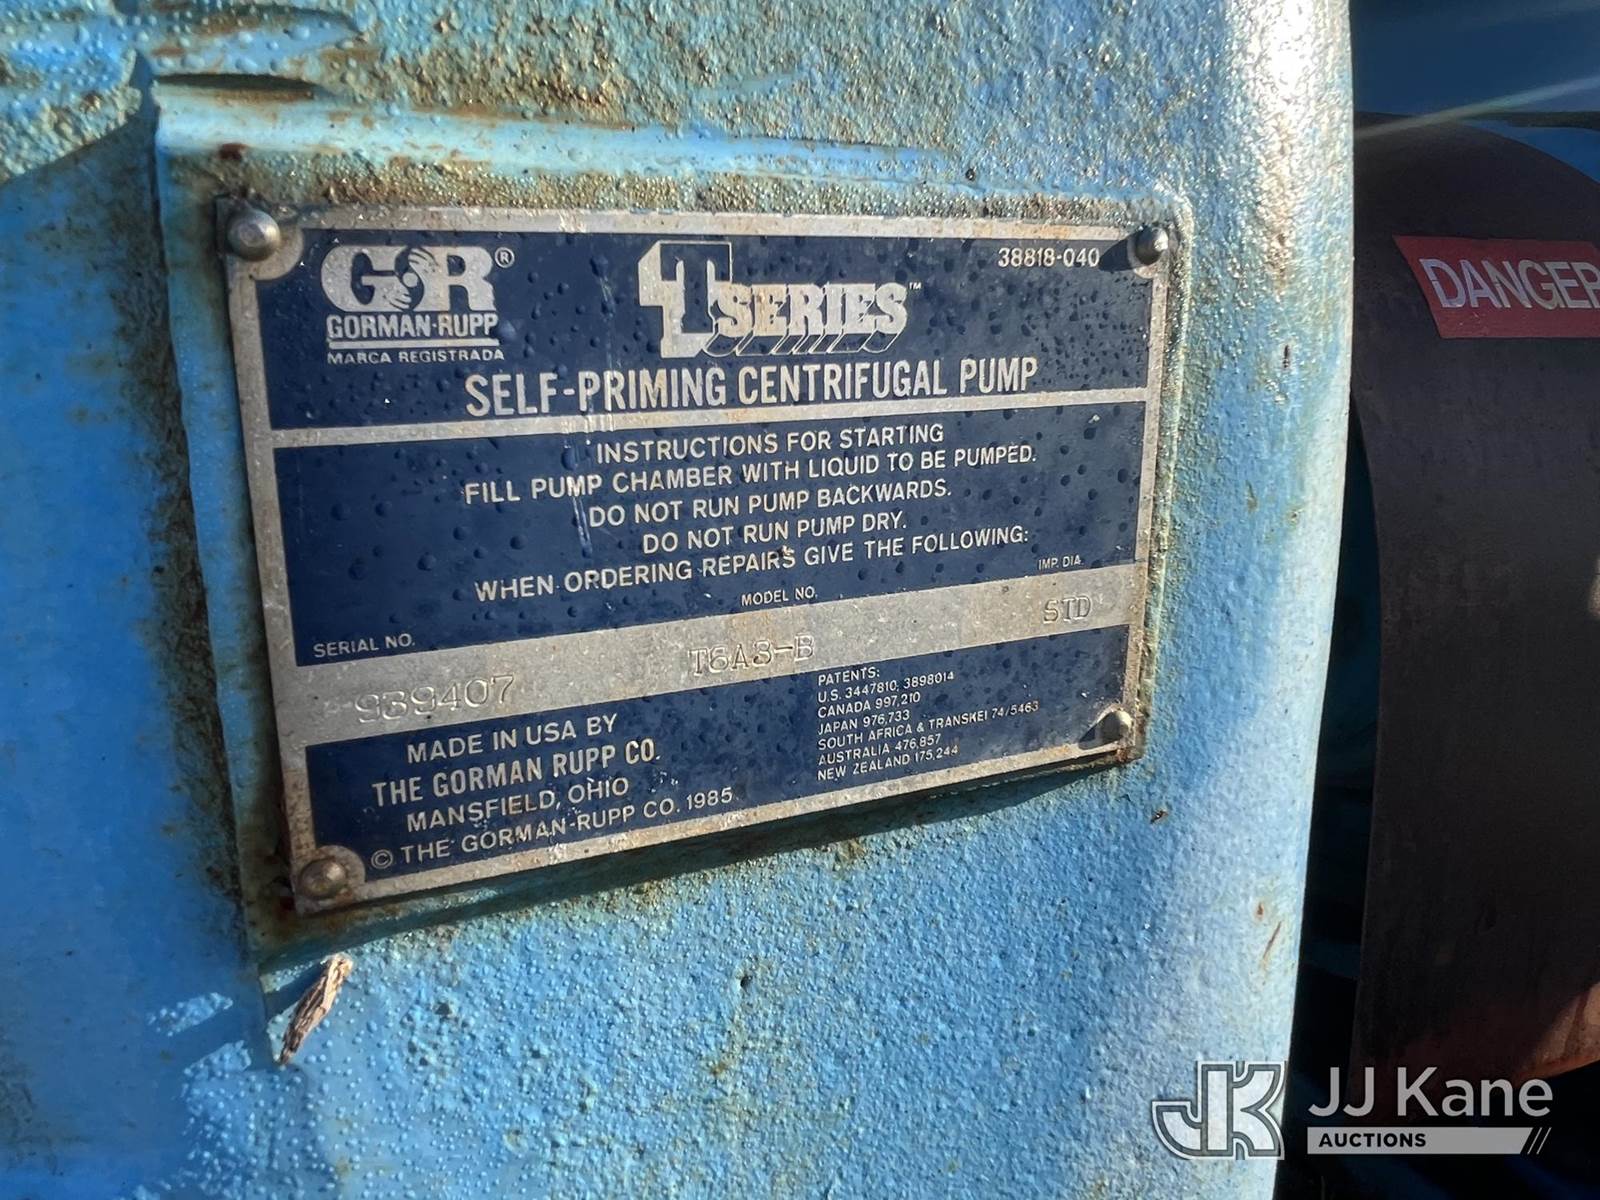 G&R®
GORMAN-RUPP
MARCA REGISTRADA
T SERIES™
38818-040
SELF-PRIMING CENTRIFUGAL PUMP
INSTRUCTIONS FOR STARTING
FILL PUMP CHAMBER WITH LIQUID TO BE PUMPED.
DO NOT RUN PUMP BACKWARDS.
DO NOT RUN PUMP DRY.
WHEN ORDERING REPAIRS GIVE THE FOLLOWING:
SERIAL NO.
MODEL NO.
IMP. DIA.
939407
T6A3-B
STD
MADE IN USA BY
THE GORMAN RUPP CO.
MANSFIELD, OHIO
© THE GORMAN-RUPP CO. 1985
PATENTS:
U.S. 3447810, 3898014
CANADA 997,210
JAPAN 976,733
SOUTH AFRICA & TRANSKEI 74/5463
AUSTRALIA 476,857
NEW ZEALAND 175,244
DANGER
JK
JJ Kane
AUCTIONS